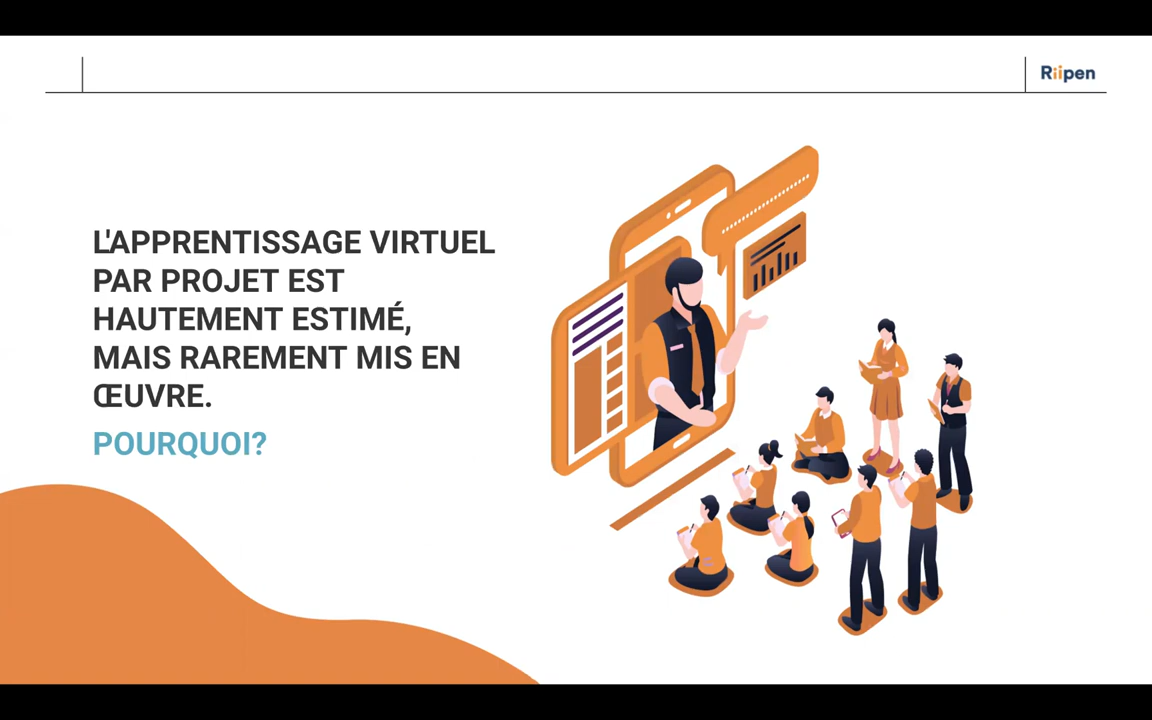 Riipen
L'APPRENTISSAGE VIRTUEL
PAR PROJET EST
HAUTEMENT ESTIMÉ,
MAIS RAREMENT MIS EN
ŒUVRE.
POURQUOI?